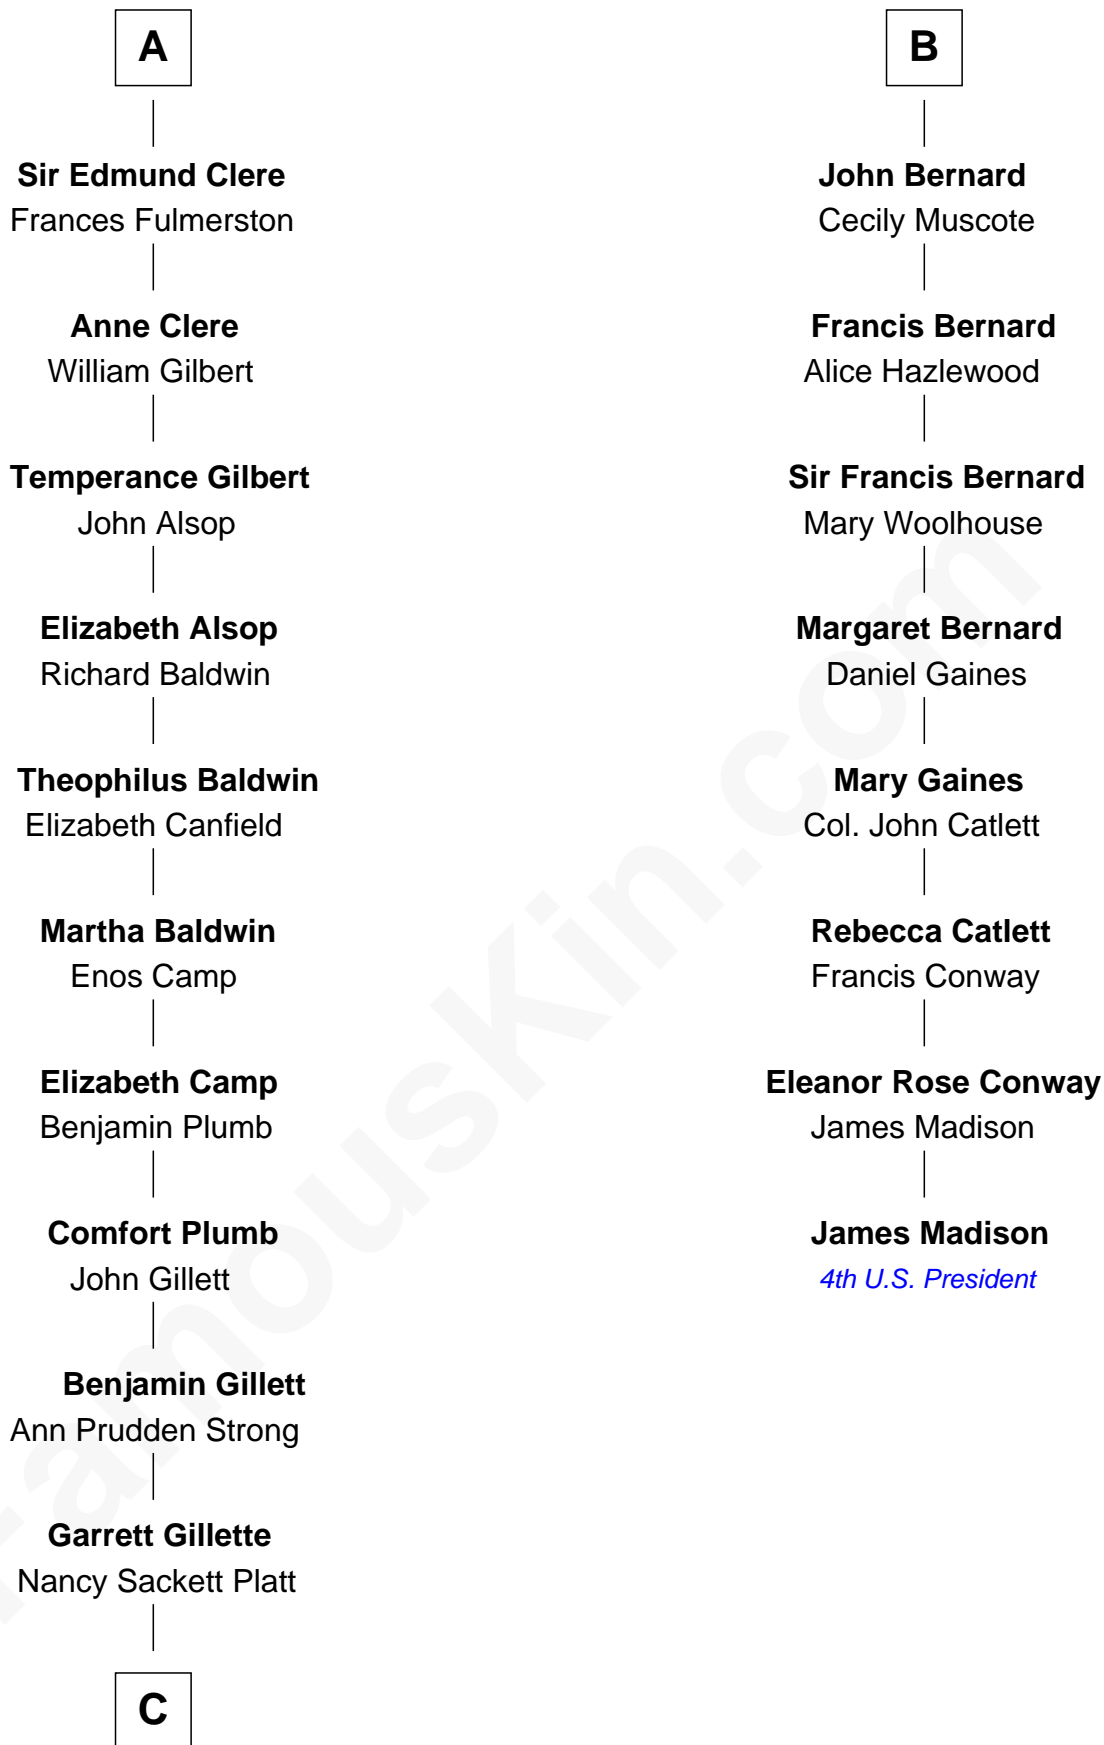 A
Sir Edmund Clere
Frances Fulmerston
Anne Clere
William Gilbert
Temperance Gilbert
John Alsop
Elizabeth Alsop
Richard Baldwin
Theophilus Baldwin
Elizabeth Canfield
Martha Baldwin
Enos Camp
Elizabeth Camp
Benjamin Plumb
Comfort Plumb
John Gillett
Benjamin Gillett
Ann Prudden Strong
Garrett Gillette
Nancy Sackett Platt
C
B
John Bernard
Cecily Muscote
Francis Bernard
Alice Hazlewood
Sir Francis Bernard
Mary Woolhouse
Margaret Bernard
Daniel Gaines
Mary Gaines
Col. John Catlett
Rebecca Catlett
Francis Conway
Eleanor Rose Conway
James Madison
James Madison
4th U.S. President
FamousKin.com